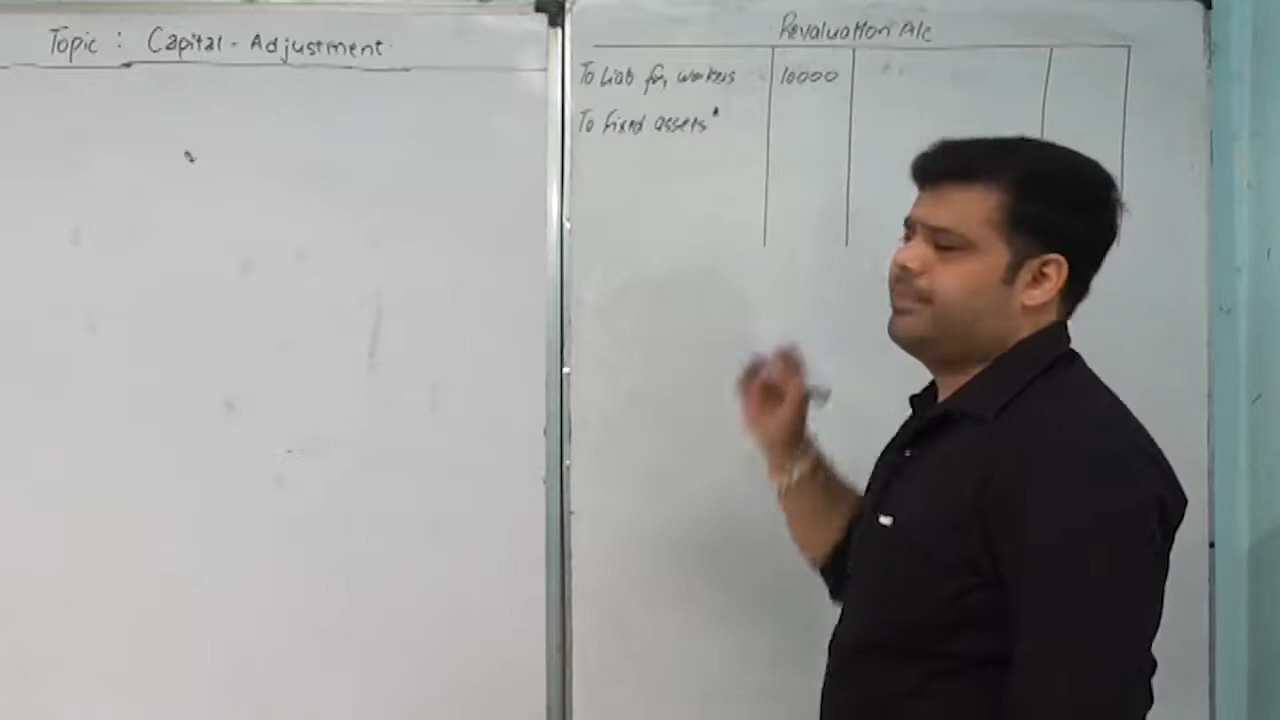 Topic : Capital - Adjustment
Revaluation A/c
To Liab for workers 10000
To Fixed assets